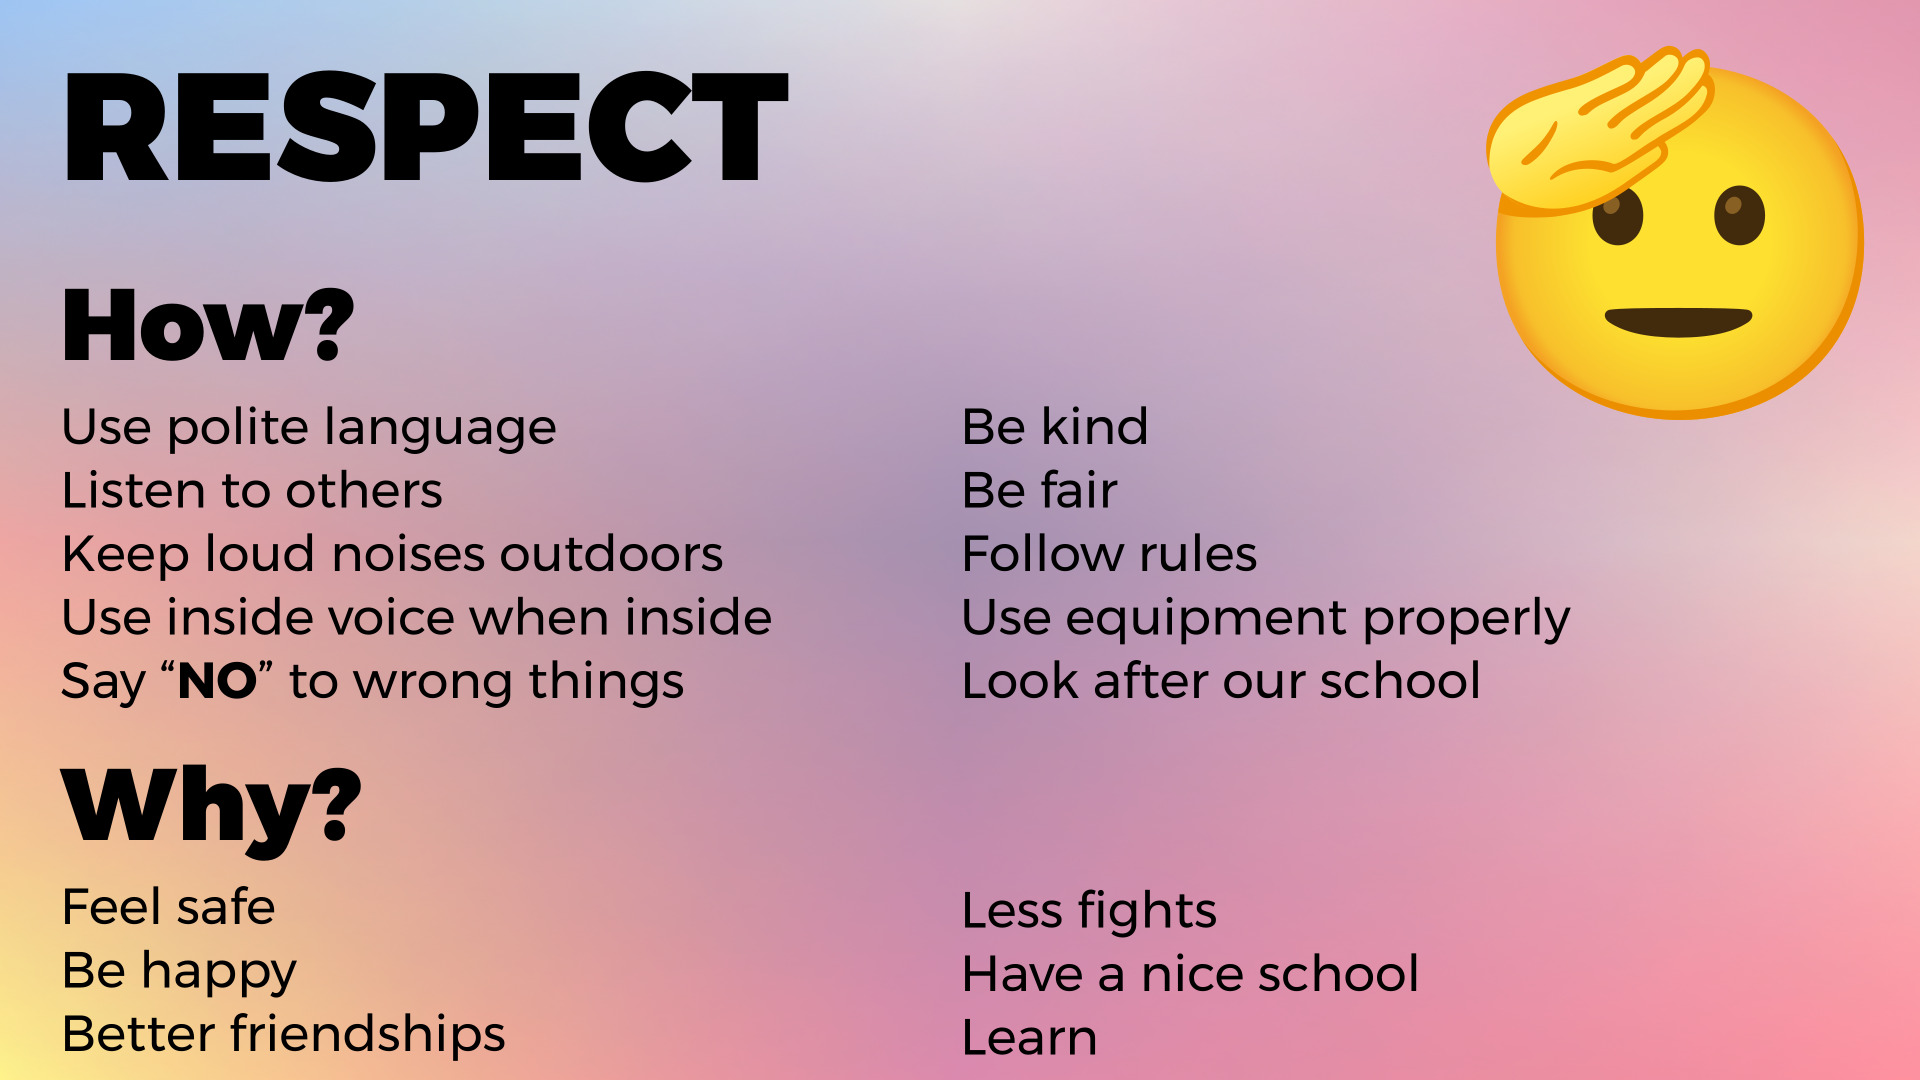 RESPECT
How?
Use polite language
Listen to others
Keep loud noises outdoors
Use inside voice when inside
Say “NO” to wrong things
Be kind
Be fair
Follow rules
Use equipment properly
Look after our school
Why?
Feel safe
Be happy
Better friendships
Less fights
Have a nice school
Learn